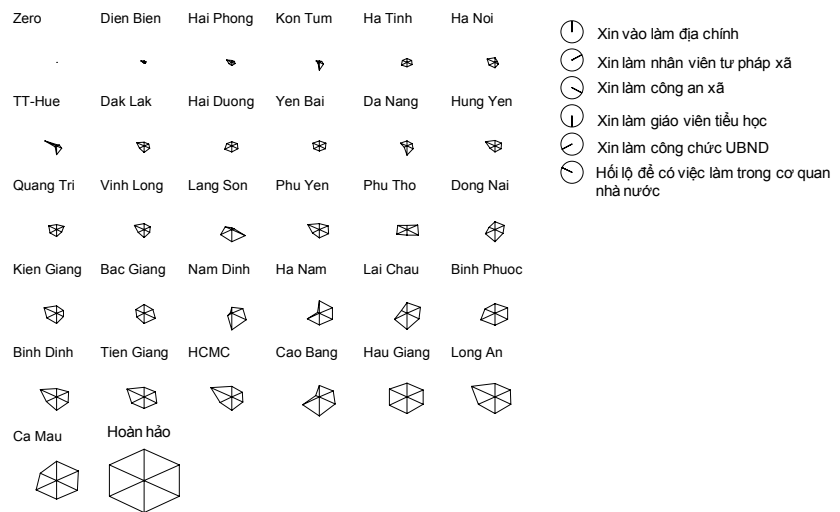 Zero Dien Bien Hai Phong Kon Tum Ha Tinh Ha Noi
TT-Hue Dak Lak Hai Duong Yen Bai Da Nang Hung Yen
Quang Tri Vinh Long Lang Son Phu Yen Phu Tho Dong Nai
Kien Giang Bac Giang Nam Dinh Ha Nam Lai Chau Binh Phuoc
Binh Dinh Tien Giang HCMC Cao Bang Hau Giang Long An
Ca Mau Hoàn hảo
Xin vào làm địa chính
Xin làm nhân viên tư pháp xã
Xin làm công an xã
Xin làm giáo viên tiểu học
Xin làm công chức UBND
Hối lộ để có việc làm trong cơ quan
nhà nước